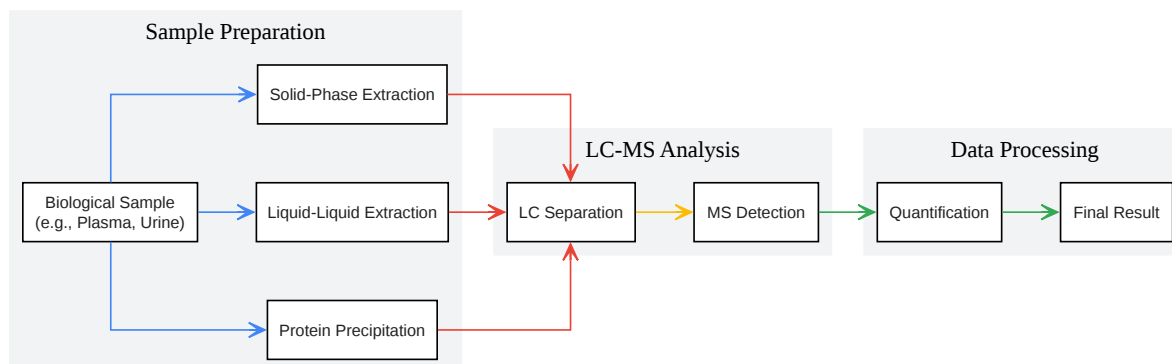 Sample Preparation
Solid-Phase Extraction
LC-MS Analysis
Data Processing
Biological Sample
(e.g., Plasma, Urine)
Liquid-Liquid Extraction
LC Separation
MS Detection
Quantification
Final Result
Protein Precipitation